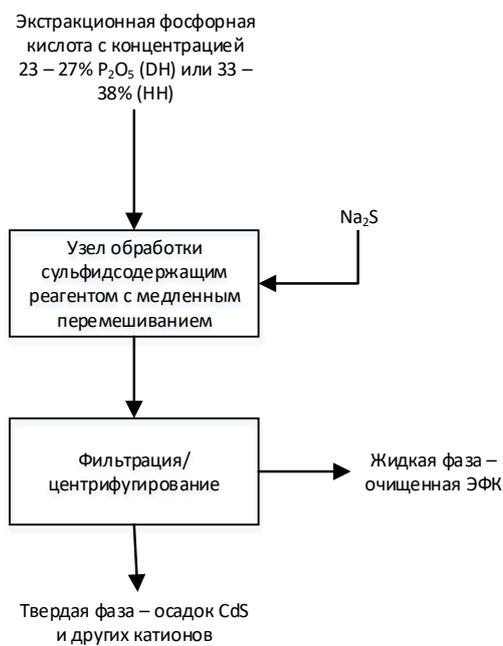 Экстракционная фосфорная
кислота с концентрацией
23 – 27% P₂O₅ (DH) или 33 –
38% (HH)
Na₂S
Узел обработки
сульфидсодержащим
реагентом с медленным
перемешиванием
Фильтрация/
центрифугирование
Жидкая фаза –
очищенная ЭФК
Твердая фаза – осадок CdS
и других катионов